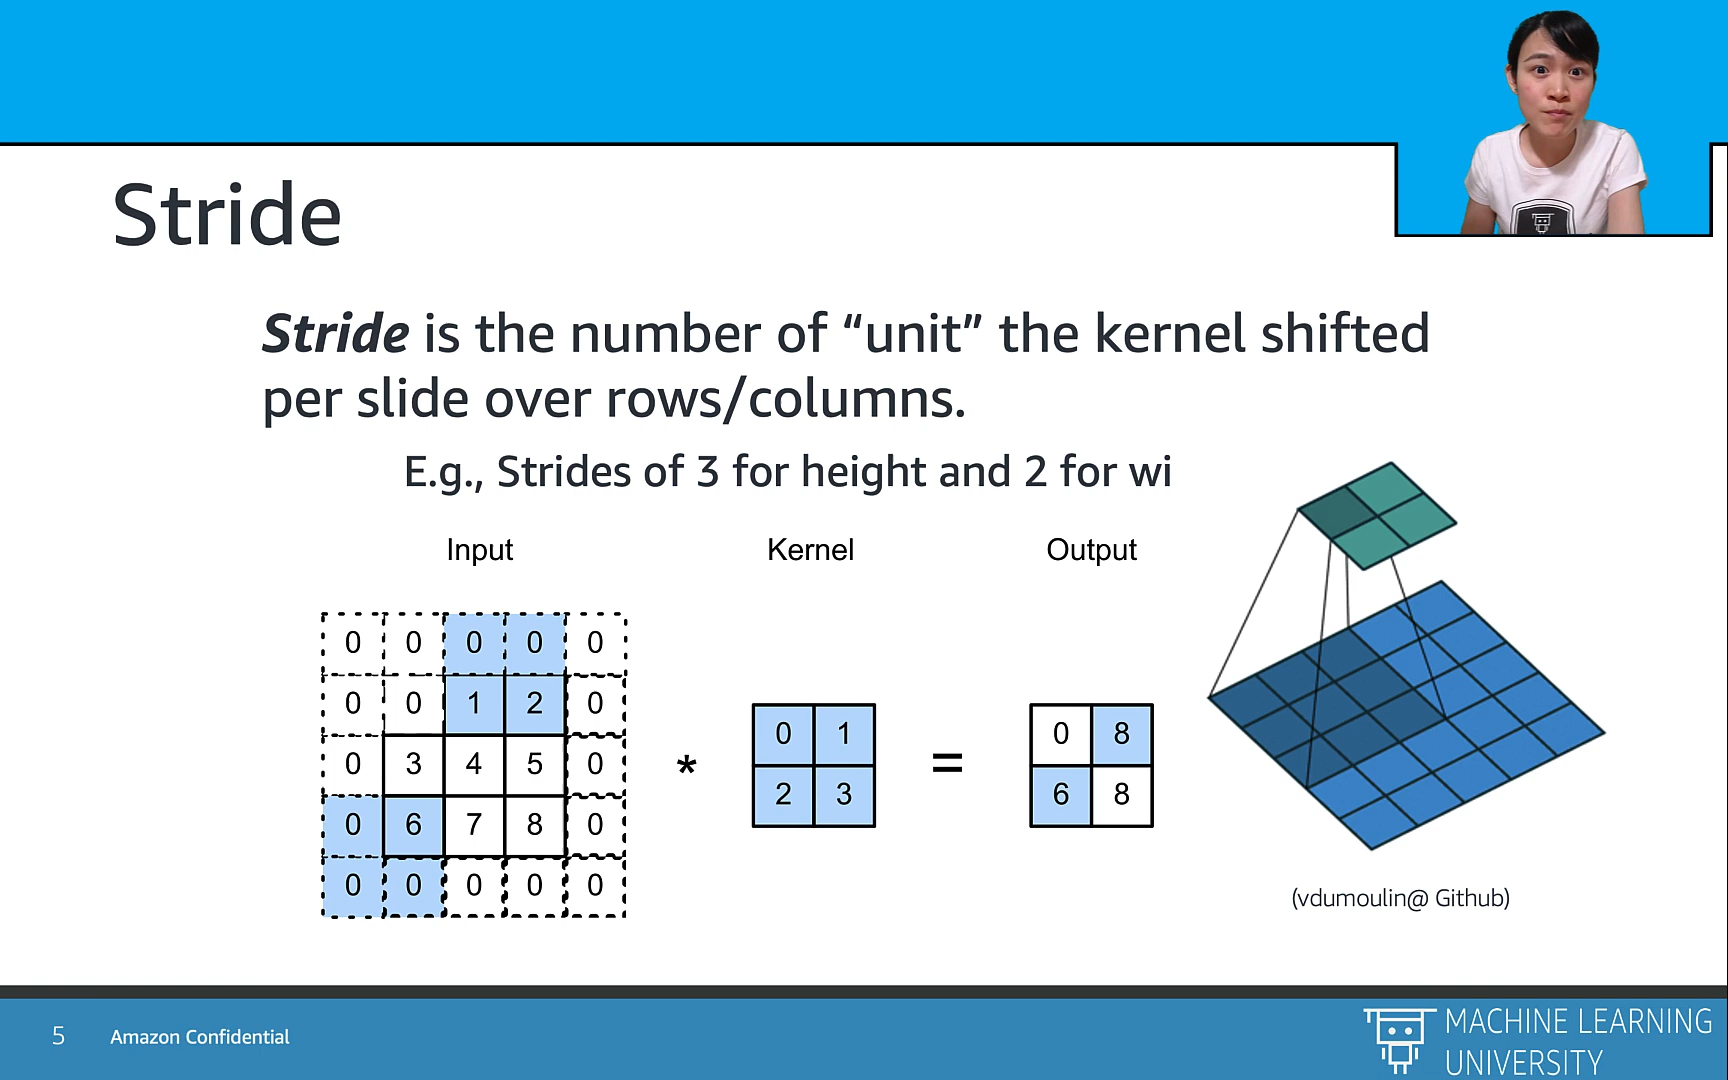 Stride
Stride is the number of “unit” the kernel shifted
per slide over rows/columns.
E.g., Strides of 3 for height and 2 for wi
Input
Kernel
Output
0 0 0 0 0
0 0 1 2 0
0 3 4 5 0
0 6 7 8 0
0 0 0 0 0
*
0 1
2 3
=
0 8
6 8
(vdumoulin@ Github)
5
Amazon Confidential
MACHINE LEARNING
UNIVERSITY